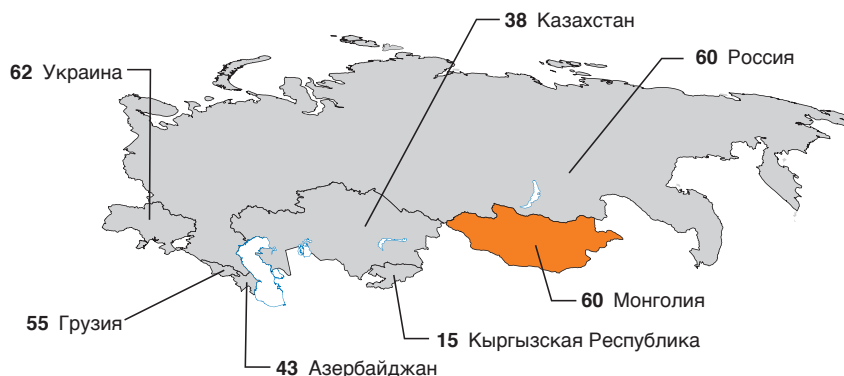 38 Казахстан
60 Россия
62 Украина
60 Монголия
55 Грузия
15 Кыргызская Республика
43 Азербайджан